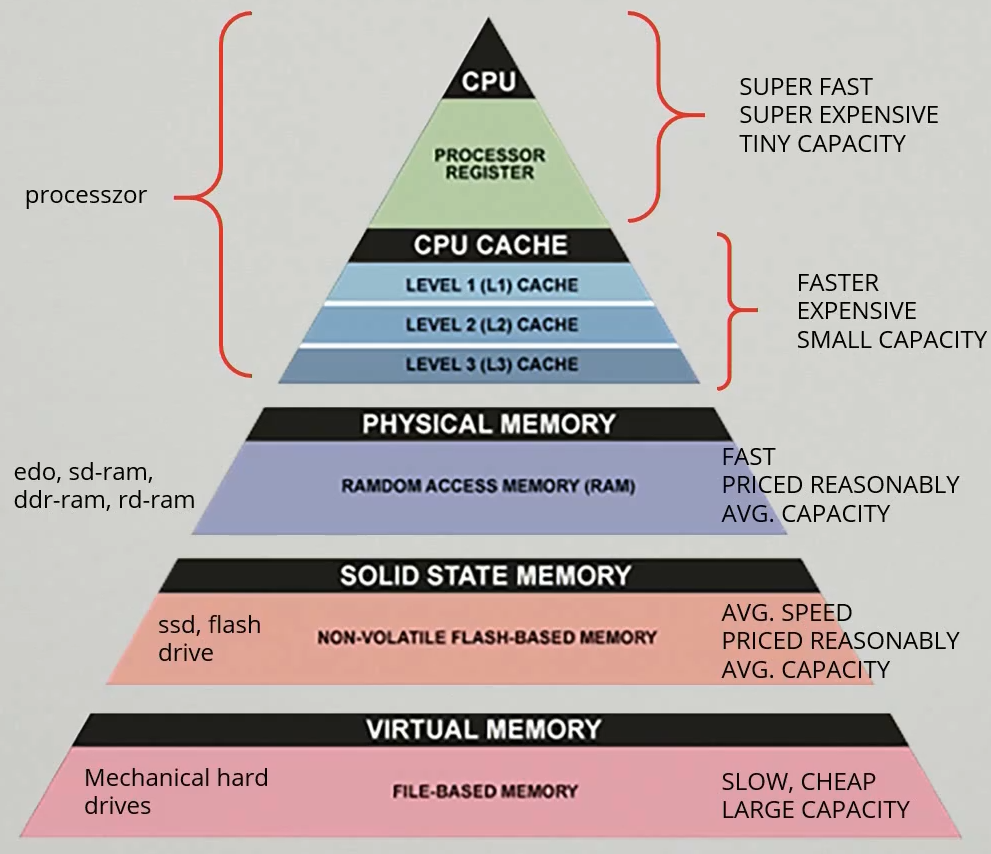 CPU
SUPER FAST
SUPER EXPENSIVE
TINY CAPACITY
PROCESSOR
REGISTER
processzor
CPU CACHE
LEVEL 1 (L1) CACHE
LEVEL 2 (L2) CACHE
LEVEL 3 (L3) CACHE
FASTER
EXPENSIVE
SMALL CAPACITY
PHYSICAL MEMORY
edo, sd-ram,
ddr-ram, rd-ram
RAMDOM ACCESS MEMORY (RAM)
FAST
PRICED REASONABLY
AVG. CAPACITY
SOLID STATE MEMORY
ssd, flash
drive
NON-VOLATILE FLASH-BASED MEMORY
AVG. SPEED
PRICED REASONABLY
AVG. CAPACITY
VIRTUAL MEMORY
Mechanical hard
drives
FILE-BASED MEMORY
SLOW, CHEAP
LARGE CAPACITY